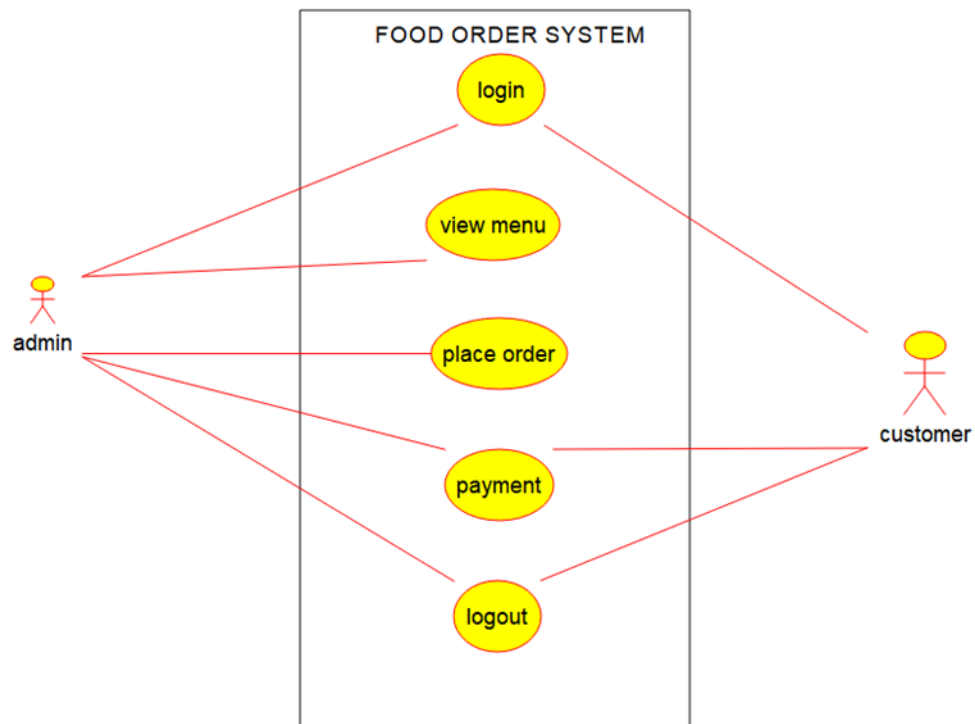 FOOD ORDER SYSTEM
login
view menu
admin
place order
customer
payment
logout